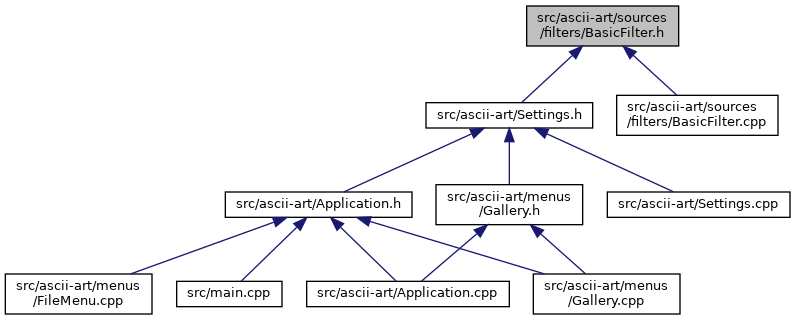 src/ascii-art/sources
/filters/BasicFilter.h
src/ascii-art/Settings.h
src/ascii-art/sources
/filters/BasicFilter.cpp
src/ascii-art/Application.h
src/ascii-art/menus
/Gallery.h
src/ascii-art/Settings.cpp
src/ascii-art/menus
/FileMenu.cpp
src/main.cpp
src/ascii-art/Application.cpp
src/ascii-art/menus
/Gallery.cpp